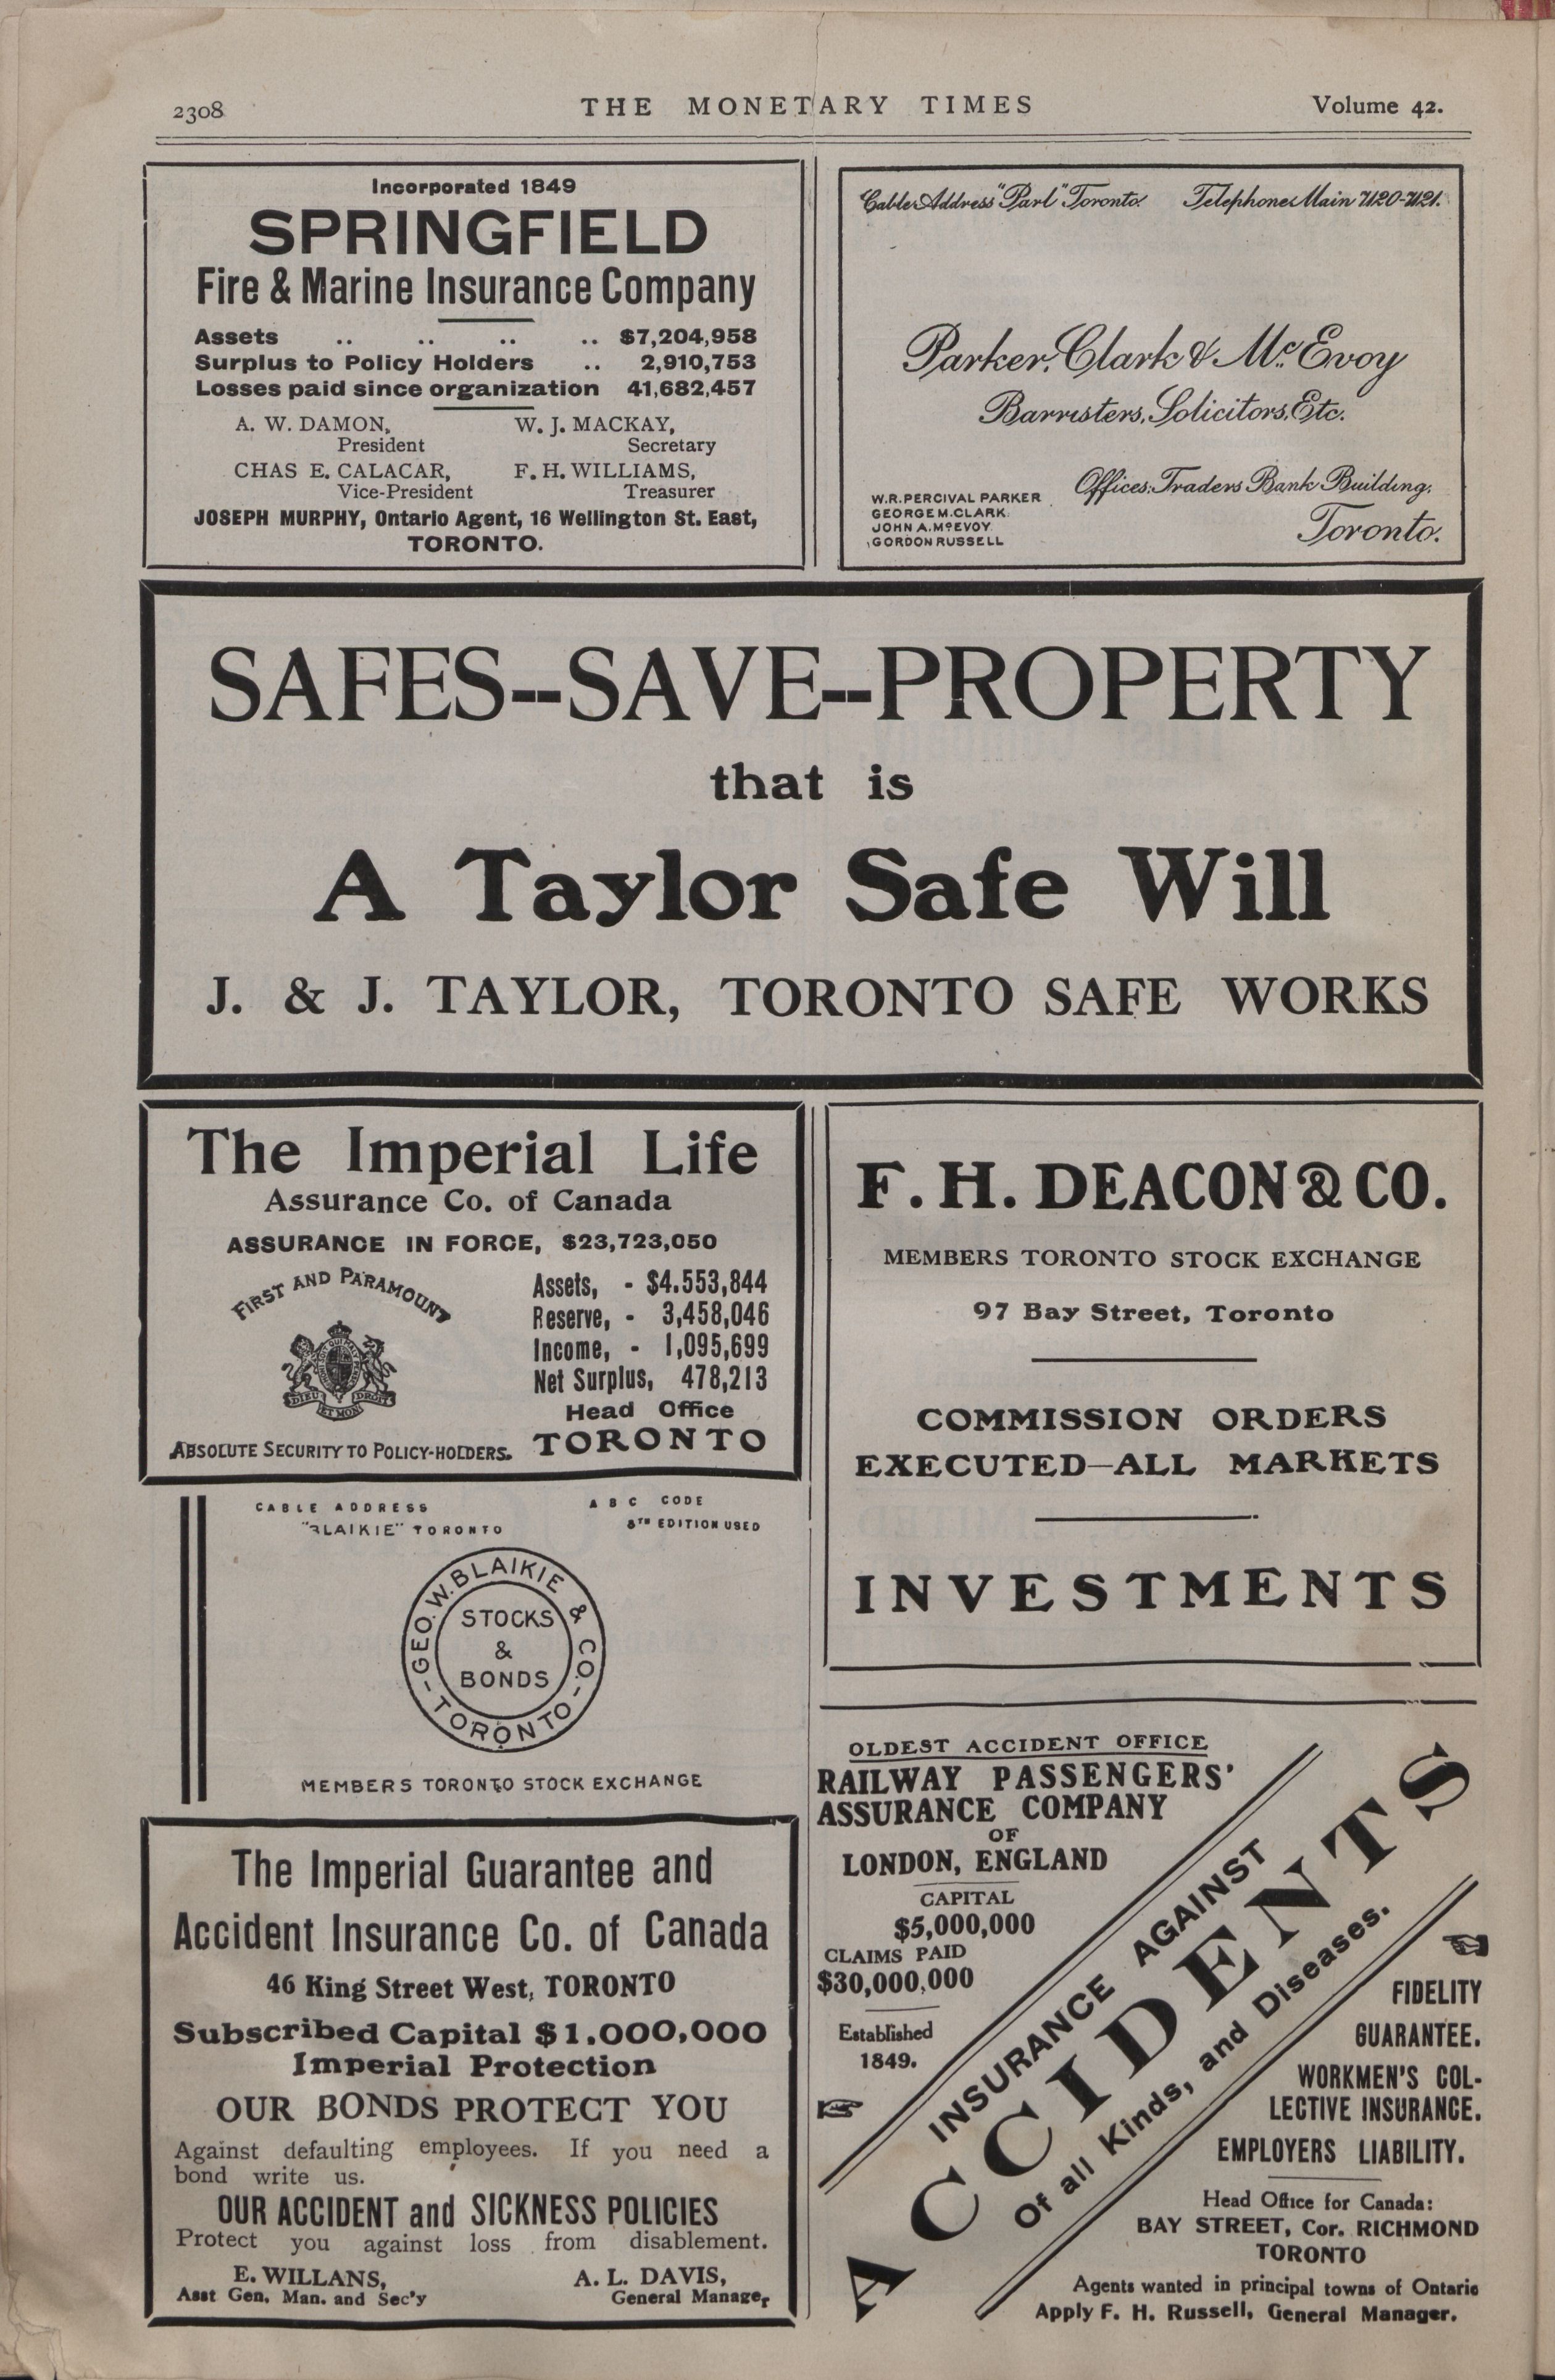 2308
THE MONETARY TIMES
Volume 42.
Incorporated 1849
SPRINGFIELD
Fire & Marine Insurance Company
Assets .. .. .. .. $7,204,958
Surplus to Policy Holders .. 2,910,753
Losses paid since organization 41,682,457
A. W. DAMON,
President
W. J. MACKAY,
Secretary
CHAS E. CALACAR,
Vice-President
F. H. WILLIAMS,
Treasurer
JOSEPH MURPHY, Ontario Agent, 16 Wellington St. East,
TORONTO.
Cable Address "Parl" Toronto.
Telephones Main 7120-7121.
Parker, Clark & McEvoy
Barristers, Solicitors, Etc.
Offices: Traders Bank Building,
Toronto.
W. R. PERCIVAL PARKER
GEORGE M. CLARK
JOHN A. McEVOY
GORDON RUSSELL
SAFES--SAVE--PROPERTY
that is
A Taylor Safe Will
J. & J. TAYLOR, TORONTO SAFE WORKS
The Imperial Life
Assurance Co. of Canada
ASSURANCE IN FORCE, $23,723,050
FIRST AND PARAMOUNT
DIEU ET MON DROIT
ABSOLUTE SECURITY TO POLICY-HOLDERS.
Assets, - $4.553,844
Reserve, - 3,458,046
Income, - 1,095,699
Net Surplus, 478,213
Head Office
TORONTO
F. H. DEACON & CO.
MEMBERS TORONTO STOCK EXCHANGE
97 Bay Street, Toronto
COMMISSION ORDERS
EXECUTED—ALL MARKETS
INVESTMENTS
CABLE ADDRESS
"BLAIKIE" TORONTO
A B C CODE
5TH EDITION USED
GEO. W. BLAIKIE & CO.
- TORONTO -
STOCKS
&
BONDS
MEMBERS TORONTO STOCK EXCHANGE
The Imperial Guarantee and
Accident Insurance Co. of Canada
46 King Street West, TORONTO
Subscribed Capital $1.000,000
Imperial Protection
OUR BONDS PROTECT YOU
Against defaulting employees. If you need a
bond write us.
OUR ACCIDENT and SICKNESS POLICIES
Protect you against loss from disablement.
E. WILLANS,
Asst Gen. Man. and Sec'y
A. L. DAVIS,
General Manager
OLDEST ACCIDENT OFFICE
RAILWAY PASSENGERS'
ASSURANCE COMPANY
OF
LONDON, ENGLAND
CAPITAL
$5,000,000
CLAIMS PAID
$30,000,000
Established
1849.
INSURANCE AGAINST
ACCIDENTS
Of all Kinds, and Diseases.
FIDELITY
GUARANTEE.
WORKMEN'S COL-
LECTIVE INSURANCE.
EMPLOYERS LIABILITY.
Head Office for Canada:
BAY STREET, Cor. RICHMOND
TORONTO
Agents wanted in principal towns of Ontario
Apply F. H. Russell, General Manager.